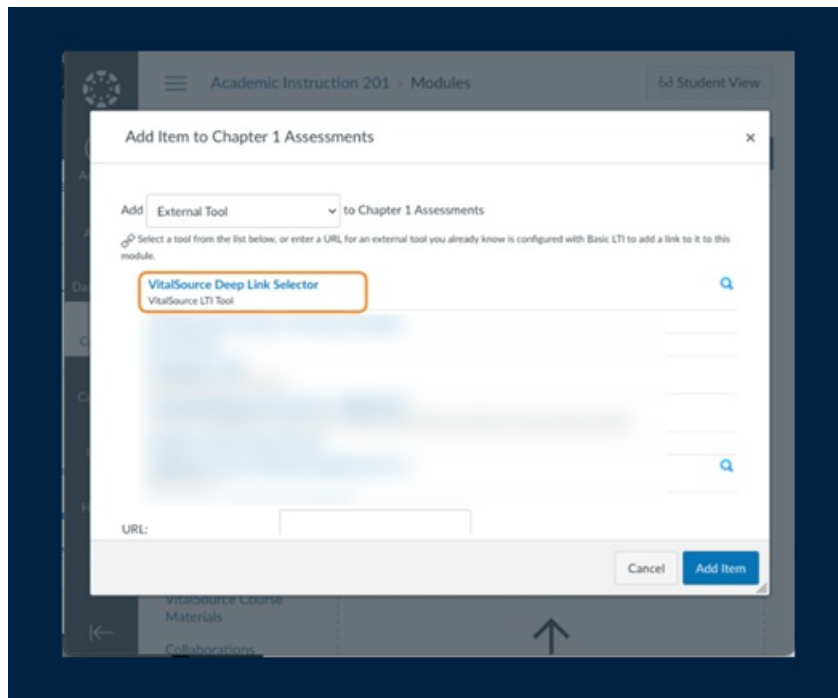 Academic Instruction 201 › Modules
Student View
Add Item to Chapter 1 Assessments
×
Add External Tool to Chapter 1 Assessments
Select a tool from the list below, or enter a URL for an external tool you already know is configured with Basic LTI to add a link to it to this
module.
VitalSource Deep Link Selector
VitalSource LTI Tool
URL:
Cancel
Add Item
VitalSource Course
Materials
Collaborations